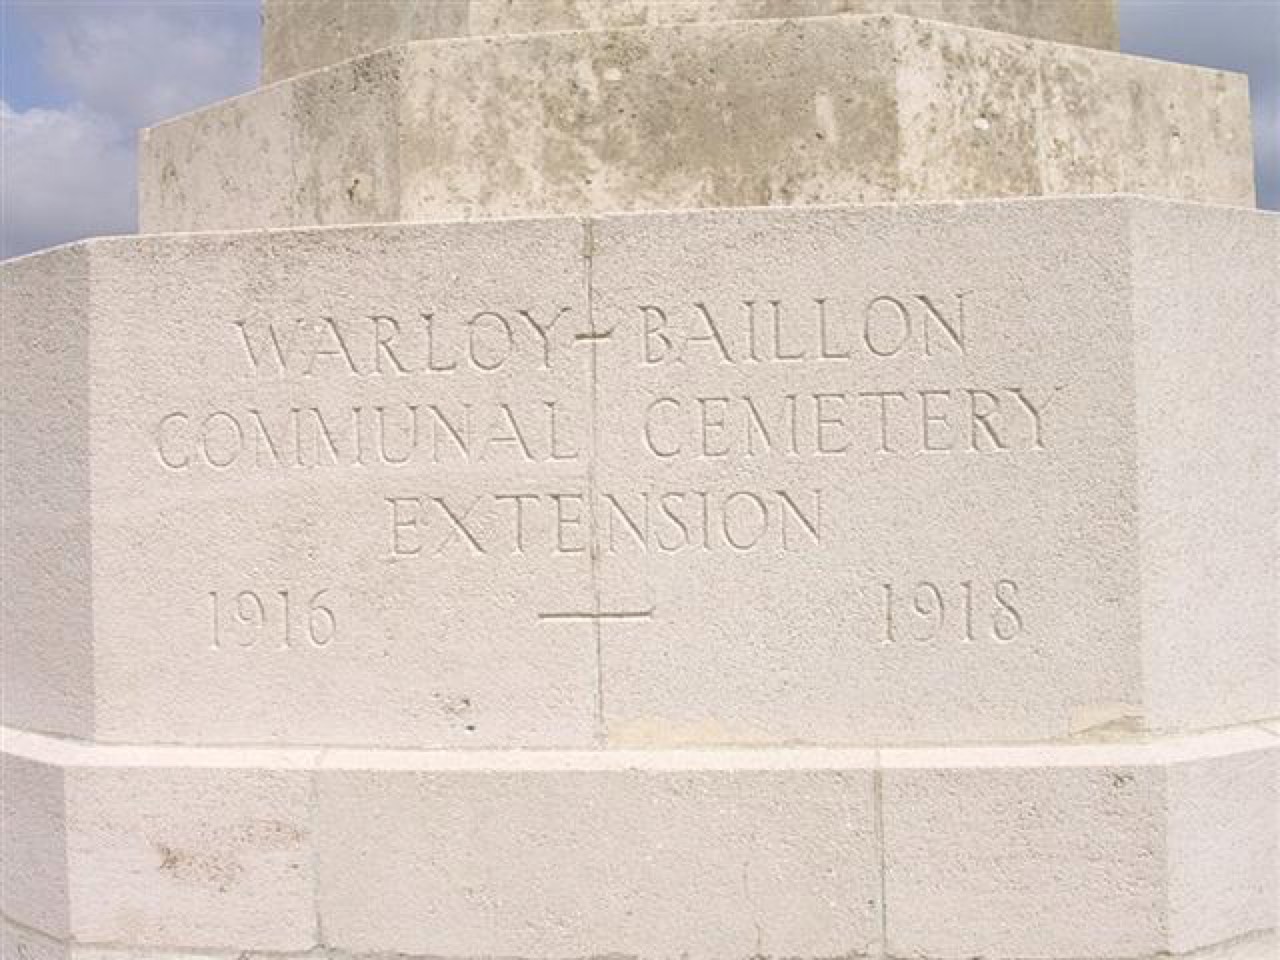 WARLOY-BAILLON
COMMUNAL CEMETERY
EXTENSION
1916 — 1918